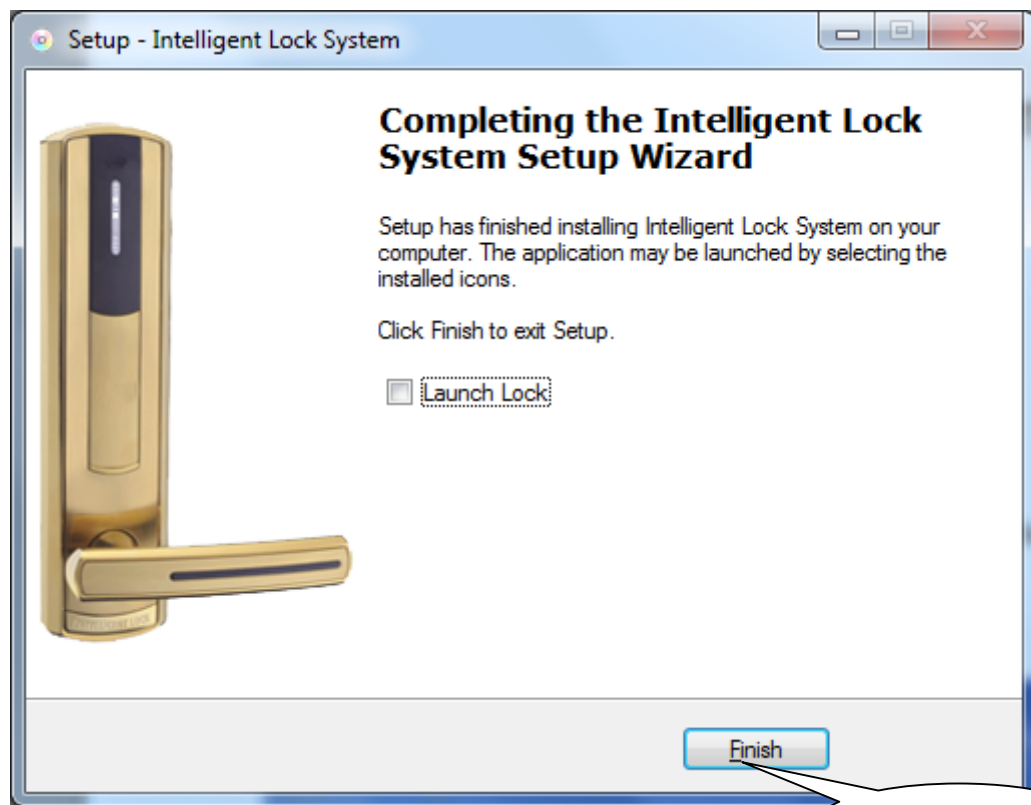 Setup - Intelligent Lock System
Completing the Intelligent Lock
System Setup Wizard
Setup has finished installing Intelligent Lock System on your
computer. The application may be launched by selecting the
installed icons.
Click Finish to exit Setup.
Launch Lock
Finish
INTELLIGENT LOCK